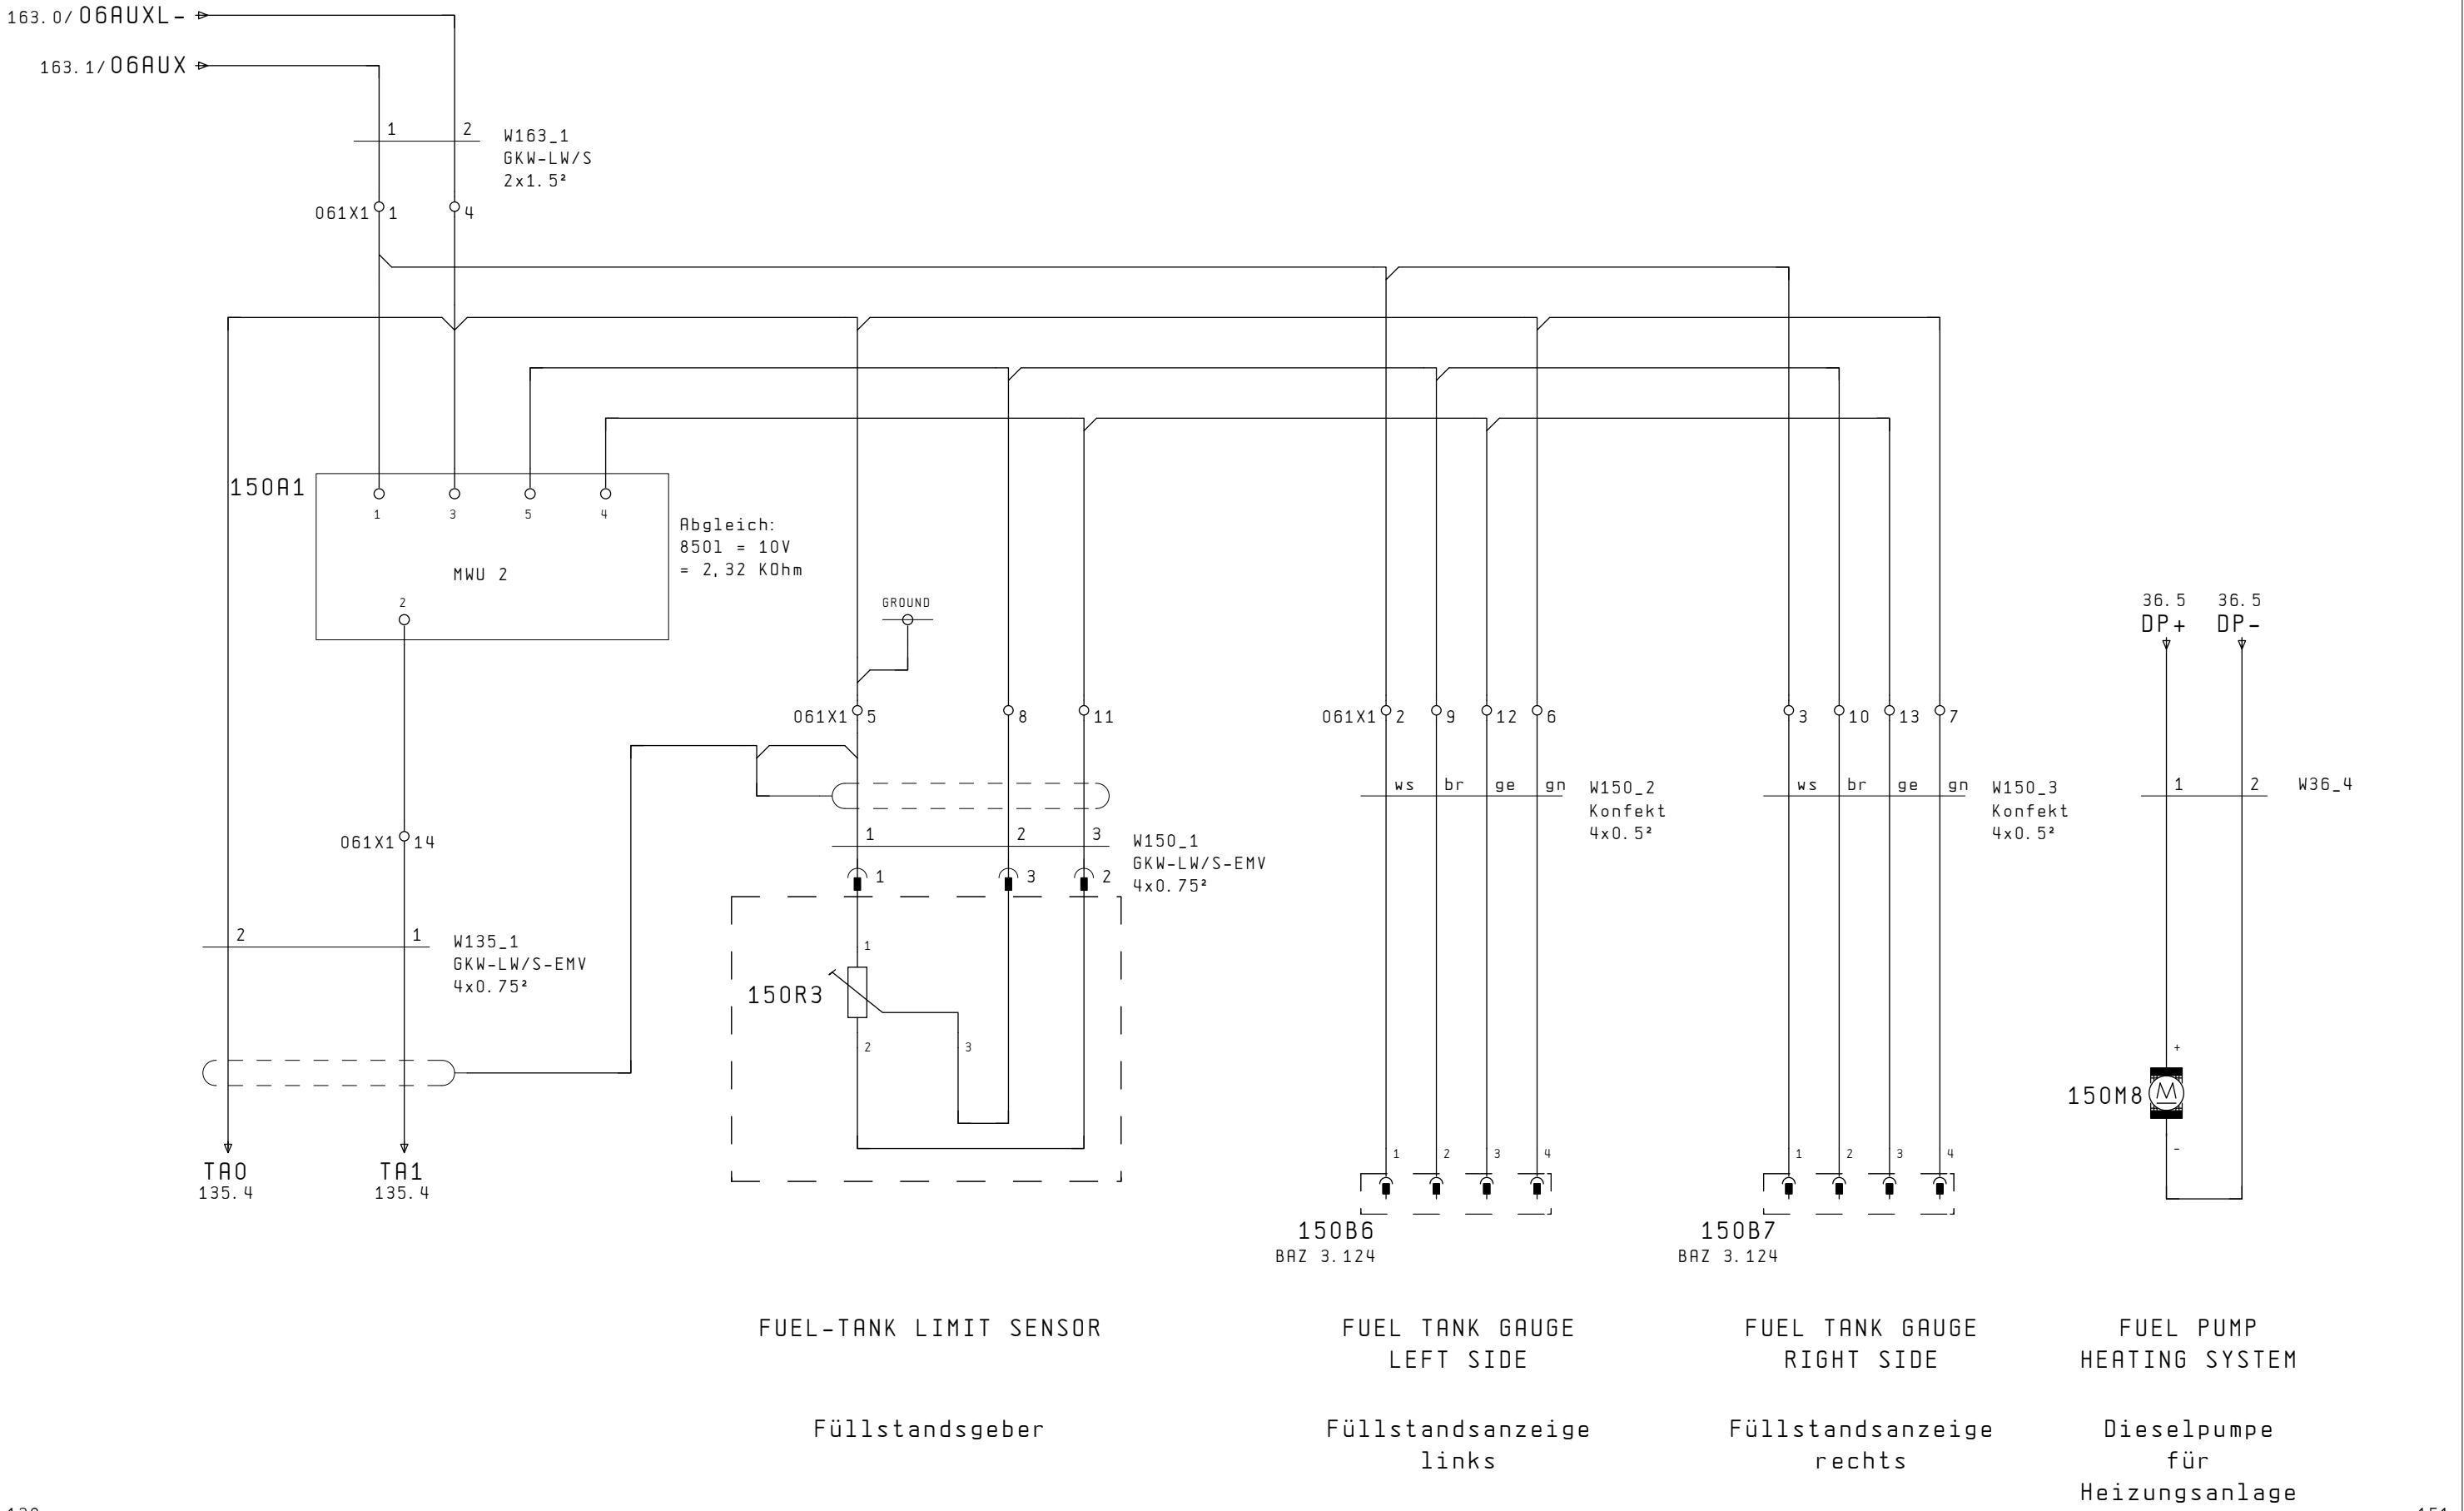 163.0/06AUXL-
163.1/06AUX
1 2
W163_1
GKW-LW/S
2x1.5²
061X1 1 4
150A1
1 3 5 4
MWU 2
2
Abgleich:
850l = 10V
= 2,32 KOhm
GROUND
36.5 36.5
DP+ DP-
061X1 5 8 11
061X1 2 9 12 6
3 10 13 7
ws br ge gn
W150_2
Konfekt
4x0.5²
ws br ge gn
W150_3
Konfekt
4x0.5²
1 2
W36_4
061X1 14
1 2 3
W150_1
GKW-LW/S-EMV
4x0.75²
1 3 2
2 1
W135_1
GKW-LW/S-EMV
4x0.75²
1
150R3
2 3
+
150M8
M
-
TA0
135.4
TA1
135.4
1 2 3 4
150B6
BAZ 3.124
1 2 3 4
150B7
BAZ 3.124
FUEL-TANK LIMIT SENSOR
FUEL TANK GAUGE
LEFT SIDE
FUEL TANK GAUGE
RIGHT SIDE
FUEL PUMP
HEATING SYSTEM
Füllstandsgeber
Füllstandsanzeige
links
Füllstandsanzeige
rechts
Dieselpumpe
für
Heizungsanlage